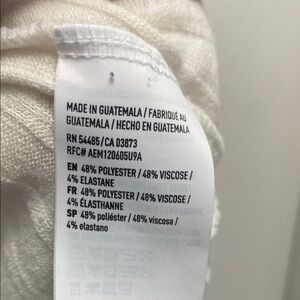 MADE IN GUATEMALA / FABRIQUÉ AU
GUATEMALA / HECHO EN GUATEMALA
RN 54485 / CA 03873
RFC# AEM120605U9A
EN 48% POLYESTER / 48% VISCOSE /
4% ELASTANE
FR 48% POLYESTER / 48% VISCOSE /
4% ÉLASTHANNE
SP 48% poliéster / 48% viscosa /
4% elastano